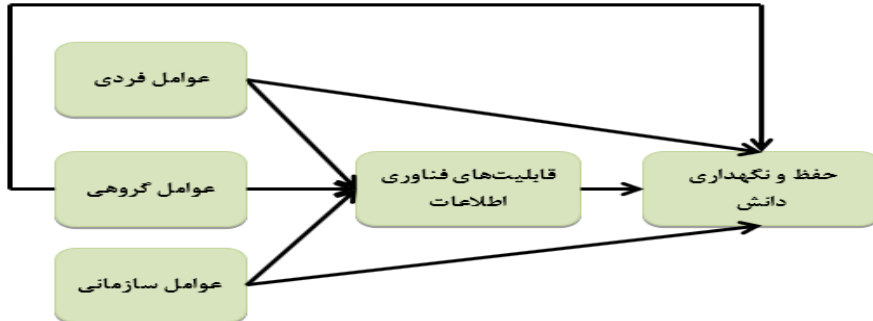 عوامل فردی
عوامل گروهی
عوامل سازمانی
قابلیت‌های فناوری
اطلاعات
حفظ و نگهداری
دانش